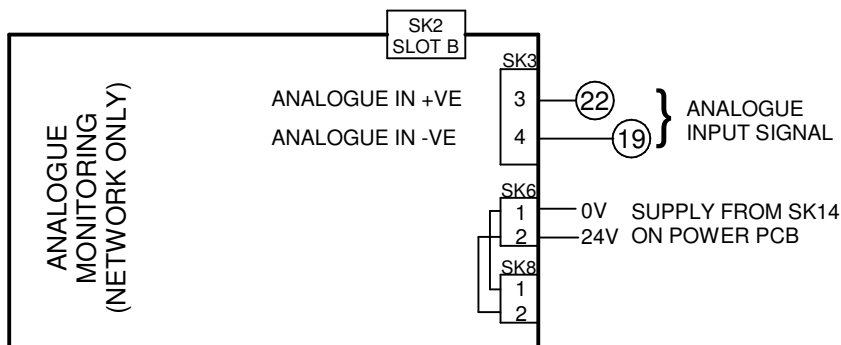 SK2
SLOT B
SK3
ANALOGUE IN +VE 3 22
ANALOGUE IN -VE 4 19
} ANALOGUE
INPUT SIGNAL
ANALOGUE
MONITORING
(NETWORK ONLY)
SK6
1 0V SUPPLY FROM SK14
2 24V ON POWER PCB
SK8
1
2